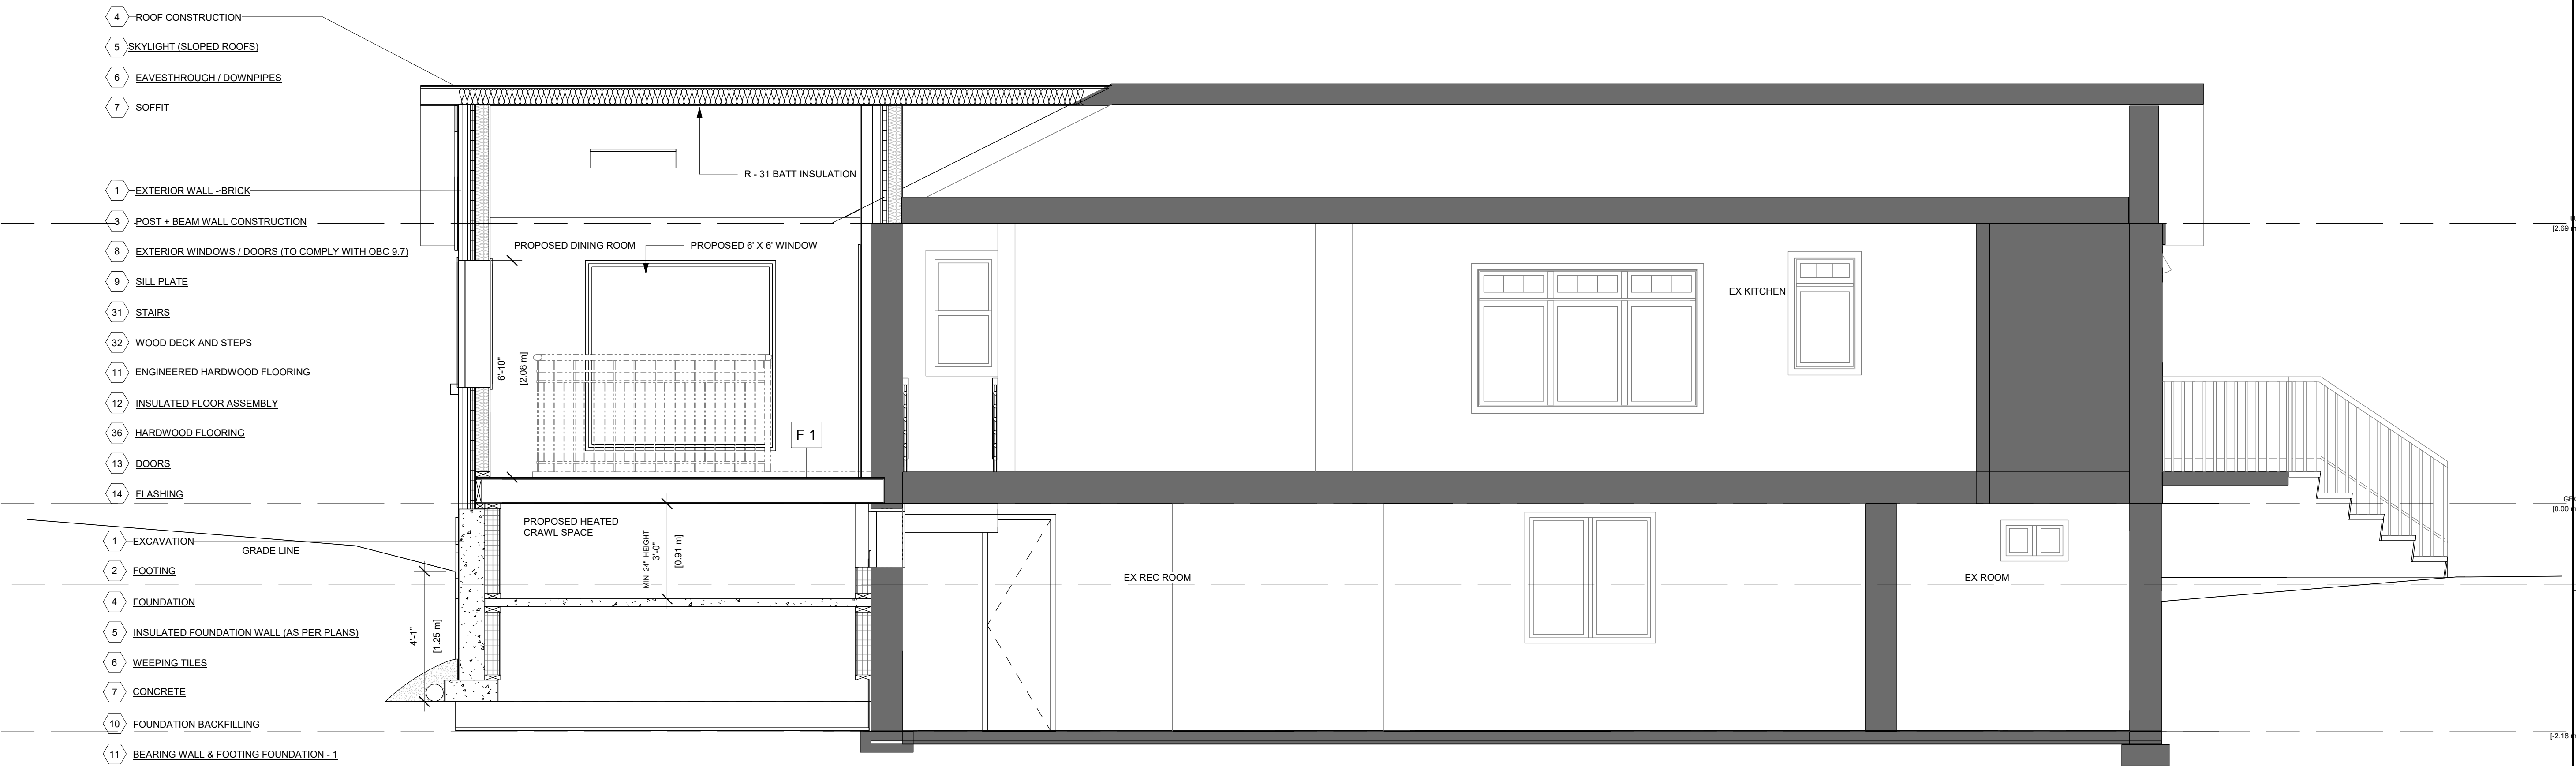 4 ROOF CONSTRUCTION
5 SKYLIGHT (SLOPED ROOFS)
6 EAVESTHROUGH / DOWNPIPES
7 SOFFIT
1 EXTERIOR WALL - BRICK
3 POST + BEAM WALL CONSTRUCTION
8 EXTERIOR WINDOWS / DOORS (TO COMPLY WITH OBC 9.7)
9 SILL PLATE
31 STAIRS
32 WOOD DECK AND STEPS
11 ENGINEERED HARDWOOD FLOORING
12 INSULATED FLOOR ASSEMBLY
36 HARDWOOD FLOORING
13 DOORS
14 FLASHING
1 EXCAVATION
2 FOOTING
4 FOUNDATION
5 INSULATED FOUNDATION WALL (AS PER PLANS)
6 WEEPING TILES
7 CONCRETE
10 FOUNDATION BACKFILLING
11 BEARING WALL & FOOTING FOUNDATION - 1
GRADE LINE
4'-1"
[1.25 m]
R - 31 BATT INSULATION
PROPOSED DINING ROOM
PROPOSED 6' X 6' WINDOW
6'-10"
[2.08 m]
F 1
PROPOSED HEATED
CRAWL SPACE
MIN 24" HEIGHT
3'-0"
[0.91 m]
EX KITCHEN
EX REC ROOM
EX ROOM
[2.69 m
[0.00 m
[-2.18 m